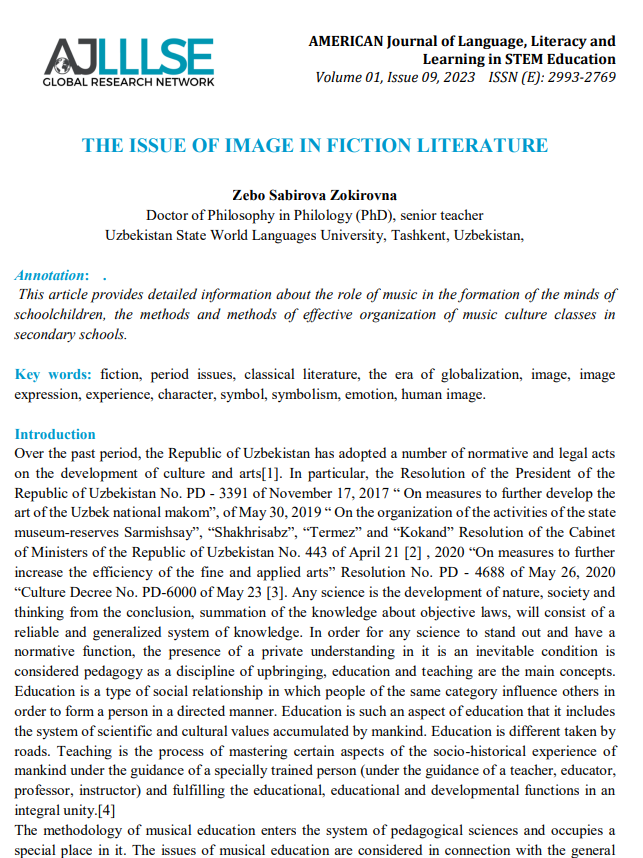 AJLLLSE
GLOBAL RESEARCH NETWORK
AMERICAN Journal of Language, Literacy and
Learning in STEM Education
Volume 01, Issue 09, 2023 ISSN (E): 2993-2769
THE ISSUE OF IMAGE IN FICTION LITERATURE
Zebo Sabirova Zokirovna
Doctor of Philosophy in Philology (PhD), senior teacher
Uzbekistan State World Languages University, Tashkent, Uzbekistan,
Annotation: .
This article provides detailed information about the role of music in the formation of the minds of
schoolchildren, the methods and methods of effective organization of music culture classes in
secondary schools.
Key words: fiction, period issues, classical literature, the era of globalization, image, image
expression, experience, character, symbol, symbolism, emotion, human image.
Introduction
Over the past period, the Republic of Uzbekistan has adopted a number of normative and legal acts
on the development of culture and arts[1]. In particular, the Resolution of the President of the
Republic of Uzbekistan No. PD - 3391 of November 17, 2017 “ On measures to further develop the
art of the Uzbek national makom”, of May 30, 2019 “ On the organization of the activities of the state
museum-reserves Sarmishsay”, “Shakhrisabz”, “Termez” and “Kokand” Resolution of the Cabinet
of Ministers of the Republic of Uzbekistan No. 443 of April 21 [2] , 2020 “On measures to further
increase the efficiency of the fine and applied arts” Resolution No. PD - 4688 of May 26, 2020
“Culture Decree No. PD-6000 of May 23 [3]. Any science is the development of nature, society and
thinking from the conclusion, summation of the knowledge about objective laws, will consist of a
reliable and generalized system of knowledge. In order for any science to stand out and have a
normative function, the presence of a private understanding in it is an inevitable condition is
considered pedagogy as a discipline of upbringing, education and teaching are the main concepts.
Education is a type of social relationship in which people of the same category influence others in
order to form a person in a directed manner. Education is such an aspect of education that it includes
the system of scientific and cultural values accumulated by mankind. Education is different taken by
roads. Teaching is the process of mastering certain aspects of the socio-historical experience of
mankind under the guidance of a specially trained person (under the guidance of a teacher, educator,
professor, instructor) and fulfilling the educational, educational and developmental functions in an
integral unity.[4]
The methodology of musical education enters the system of pedagogical sciences and occupies a
special place in it. The issues of musical education are considered in connection with the general